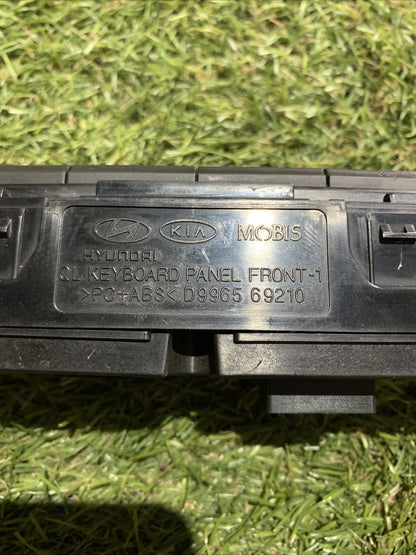 HYUNDAI KIA MOBIS
QL KEYBOARD PANEL FRONT-1
>PC+ABS< D9965 69210